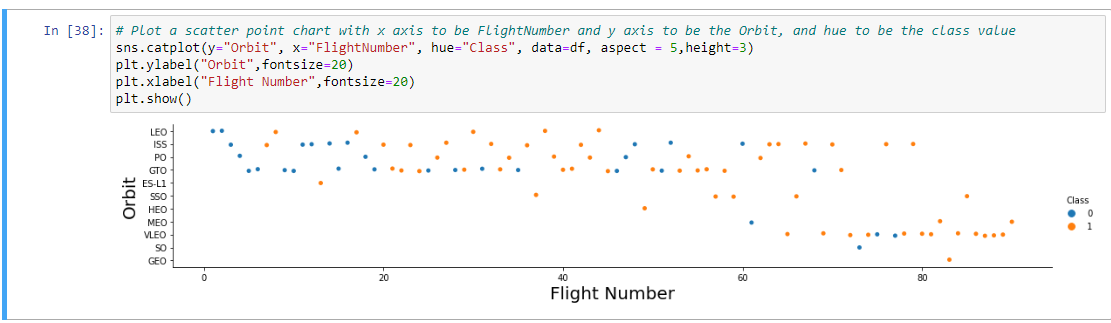 In [38]: # Plot a scatter point chart with x axis to be FlightNumber and y axis to be the Orbit, and hue to be the class value
sns.catplot(y="Orbit", x="FlightNumber", hue="Class", data=df, aspect = 5,height=3)
plt.ylabel("Orbit",fontsize=20)
plt.xlabel("Flight Number",fontsize=20)
plt.show()
LEO
ISS
PO
GTO
ES-L1
SSO
HEO
MEO
VLEO
SO
GEO
Orbit
0 20 40 60 80
Flight Number
Class
0
1